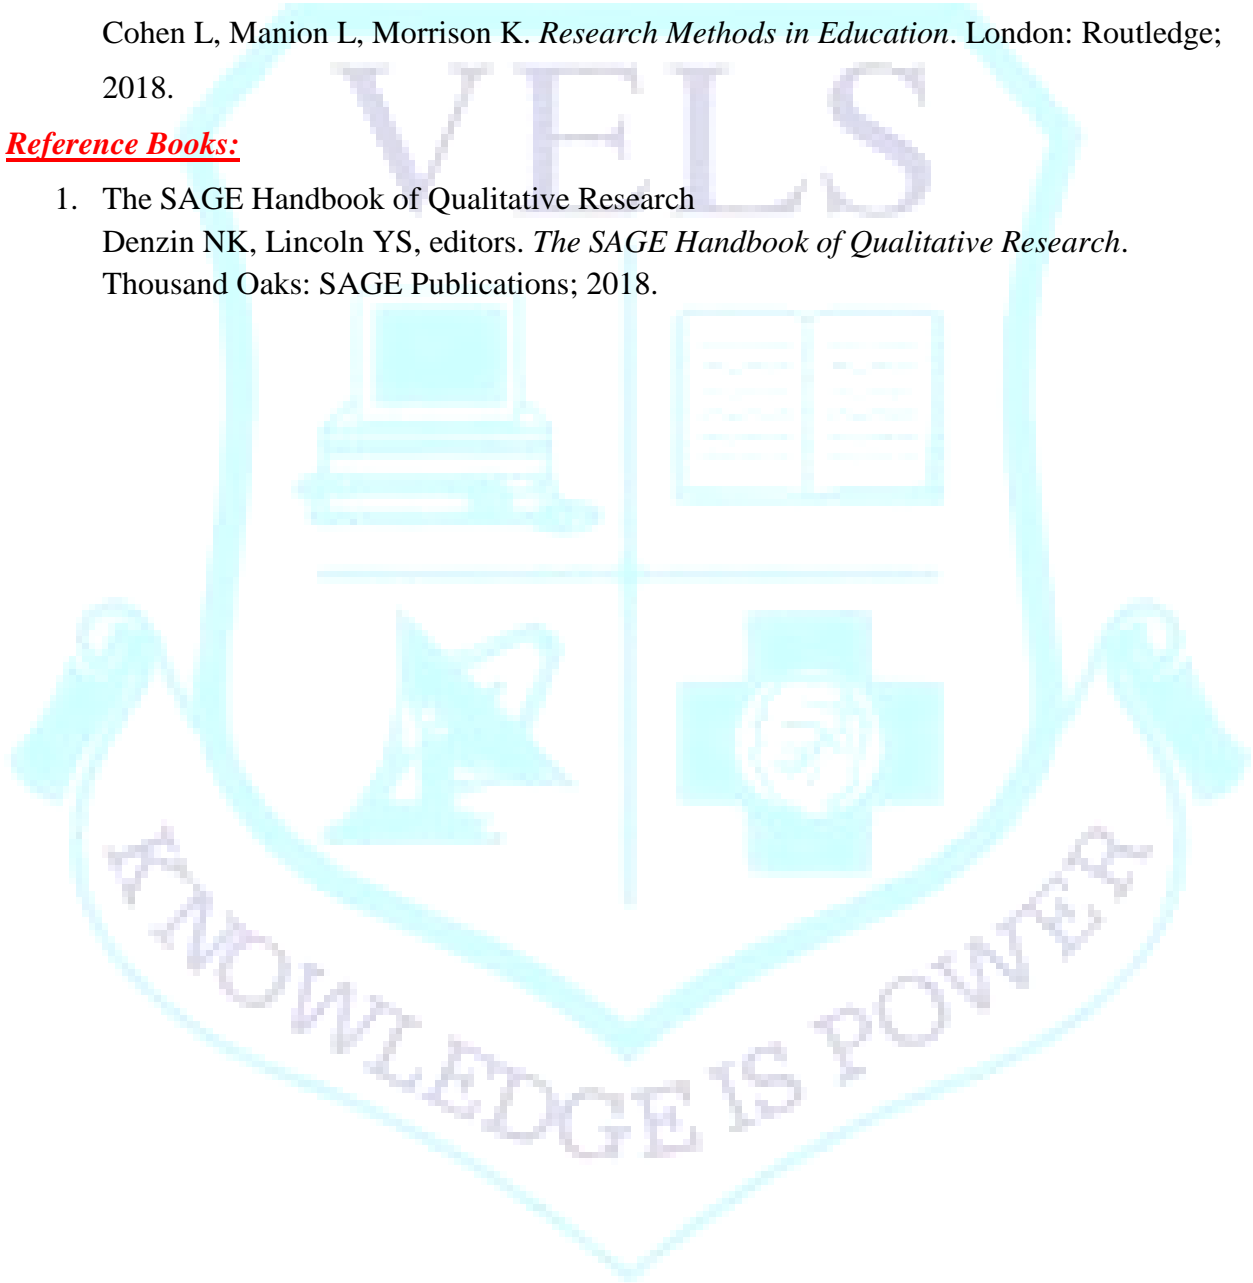 Cohen L, Manion L, Morrison K. Research Methods in Education. London: Routledge;
2018.
Reference Books:
1. The SAGE Handbook of Qualitative Research
Denzin NK, Lincoln YS, editors. The SAGE Handbook of Qualitative Research.
Thousand Oaks: SAGE Publications; 2018.
VELS
KNOWLEDGE IS POWER